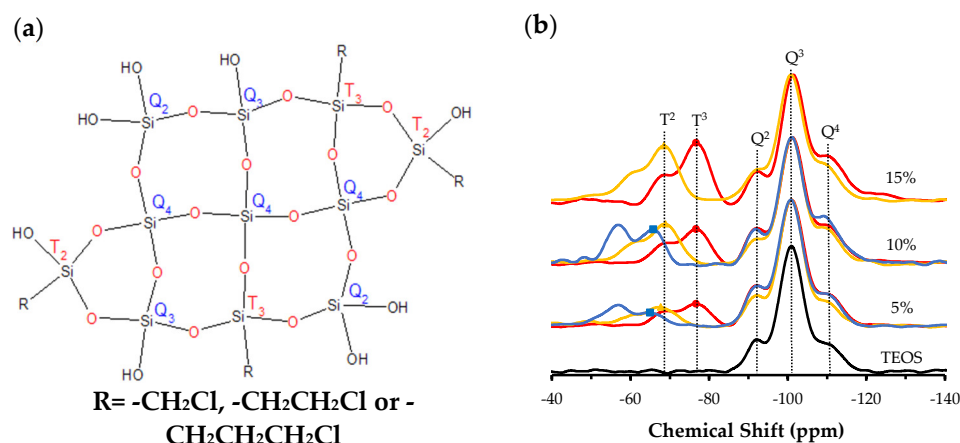 (a)
R
HO
HO
OH
Q₂
Q₃
T₃
T₂
HO
Si
O
Si
O
Si
O
Si
O
O
O
O
R
Q₄
Q₄
Q₄
HO
T₂
O
Si
O
Si
O
Si
Si
R
O
O
O
O
Q₂
Q₃
T₃
O
Si
O
Si
O
Si
OH
HO
R
OH
R= -CH₂Cl, -CH₂CH₂Cl or -
CH₂CH₂CH₂Cl
(b)
Q³
T² T³
Q² Q⁴
15%
10%
5%
TEOS
-40 -60 -80 -100 -120 -140
Chemical Shift (ppm)